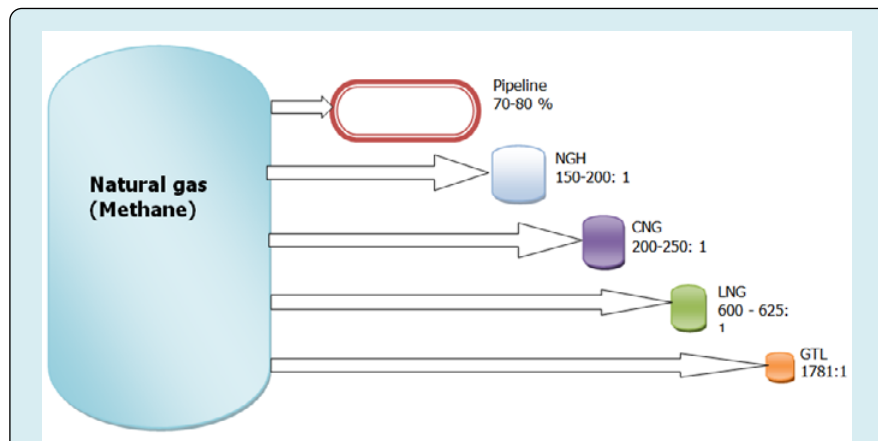 Natural gas
(Methane)
Pipeline
70-80 %
NGH
150-200: 1
CNG
200-250: 1
LNG
600 - 625:
1
GTL
1781:1